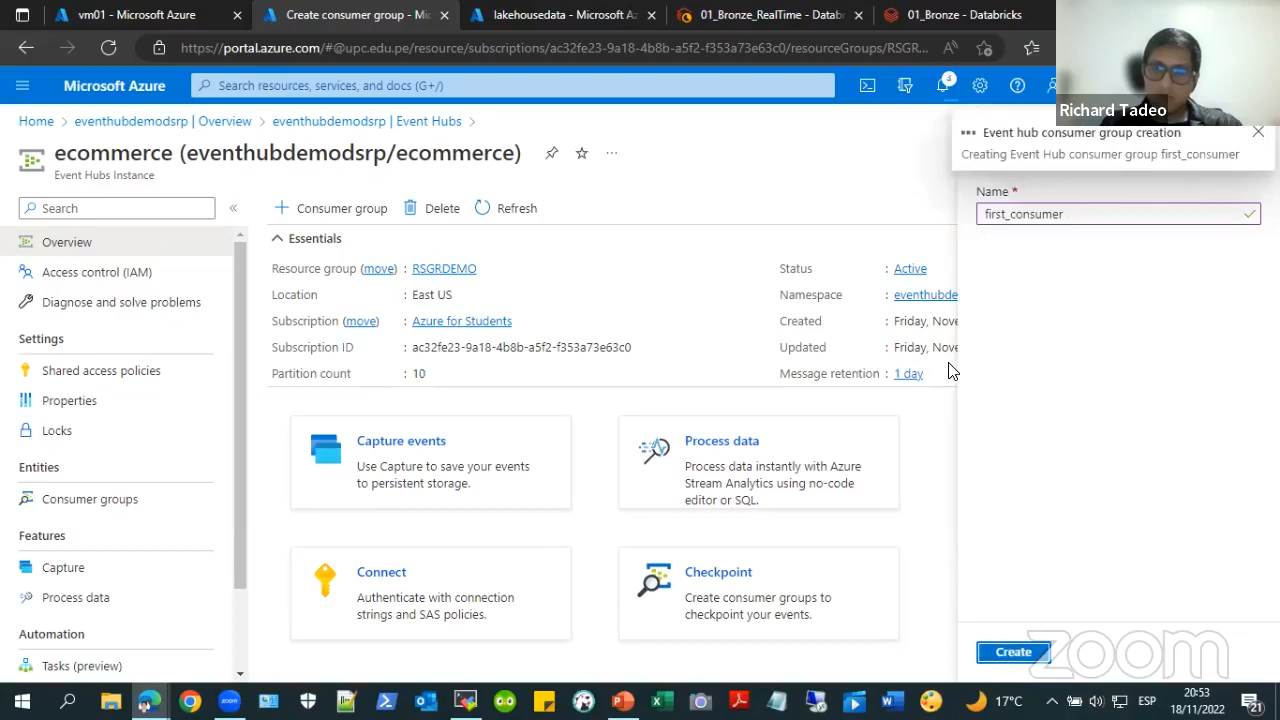 vm01 - Microsoft Azure
Create consumer group - Mic
lakehousedata - Microsoft Az
01_Bronze_RealTime - Datab
01_Bronze - Databricks
https://portal.azure.com/#@upc.edu.pe/resource/subscriptions/ac32fe23-9a18-4b8b-a5f2-f353a73e63c0/resourceGroups/RSGR...
Microsoft Azure
Search resources, services, and docs (G+/)
3
Richard Tadeo
Home > eventhubdemodsrp | Overview > eventhubdemodsrp | Event Hubs >
ecommerce (eventhubdemodsrp/ecommerce)
Event Hubs Instance
Event hub consumer group creation
Creating Event Hub consumer group first_consumer
Name *
first_consumer
Search
Consumer group
Delete
Refresh
Overview
Access control (IAM)
Diagnose and solve problems
Settings
Shared access policies
Properties
Locks
Entities
Consumer groups
Features
Capture
Process data
Automation
Tasks (preview)
Essentials
Resource group (move) : RSGRDEMO
Location : East US
Subscription (move) : Azure for Students
Subscription ID : ac32fe23-9a18-4b8b-a5f2-f353a73e63c0
Partition count : 10
Status : Active
Namespace : eventhubde
Created : Friday, Nove
Updated : Friday, Nove
Message retention : 1 day
Capture events
Use Capture to save your events
to persistent storage.
Process data
Process data instantly with Azure
Stream Analytics using no-code
editor or SQL.
Connect
Authenticate with connection
strings and SAS policies.
Checkpoint
Create consumer groups to
checkpoint your events.
Create
zoom
17°C
ESP
20:53
18/11/2022
21